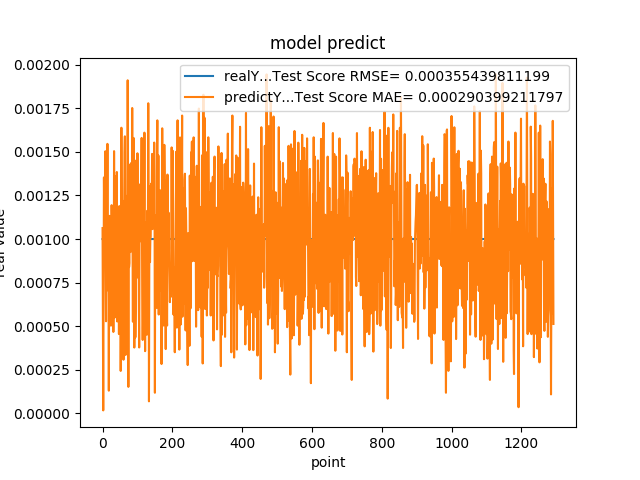 model predict
realY...Test Score RMSE= 0.000355439811199
predictY...Test Score MAE= 0.000290399211797
0.00200
0.00175
0.00150
0.00125
0.00100
0.00075
0.00050
0.00025
0.00000
real value
0 200 400 600 800 1000 1200
point